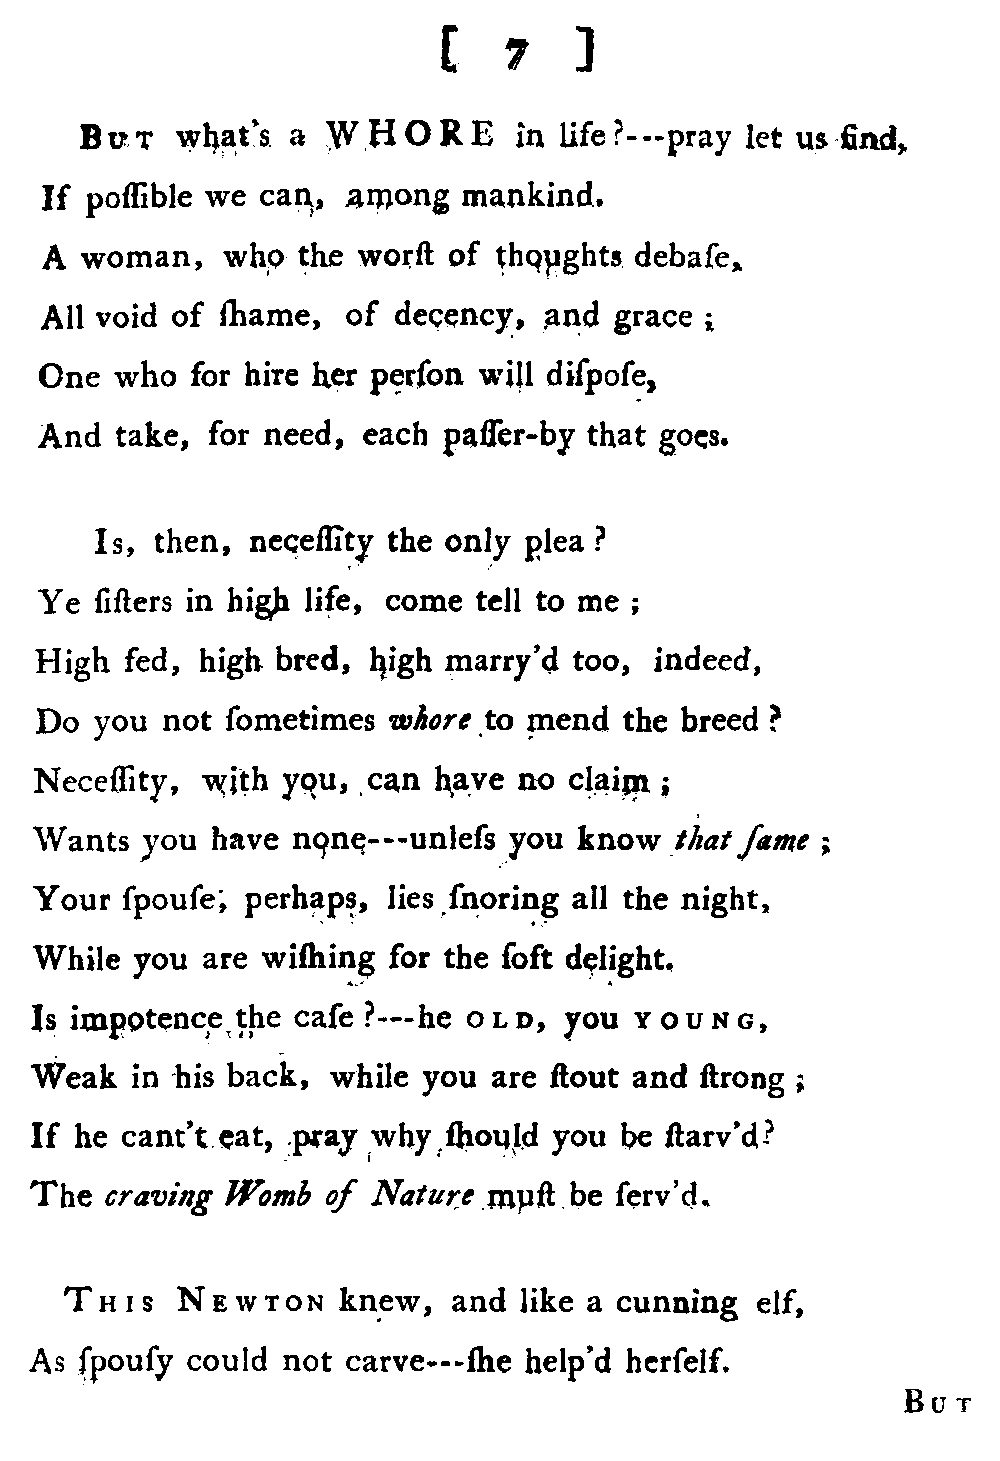 [ 7 ]
BUT what's a WHORE in life?---pray let us find,
If poſſible we can, among mankind.
A woman, who the worſt of thoughts debaſe,
All void of ſhame, of decency, and grace;
One who for hire her perſon will diſpoſe,
And take, for need, each paſſer-by that goes.
Is, then, neceſſity the only plea?
Ye ſiſters in high life, come tell to me;
High fed, high bred, high marry'd too, indeed,
Do you not ſometimes whore to mend the breed?
Neceſſity, with you, can have no claim;
Wants you have none---unleſs you know that ſame;
Your ſpouſe, perhaps, lies ſnoring all the night,
While you are wiſhing for the ſoft delight.
Is impotence the caſe?---he OLD, you YOUNG,
Weak in his back, while you are ſtout and ſtrong;
If he cant't eat, pray why ſhould you be ſtarv'd?
The craving Womb of Nature muſt be ſerv'd.
THIS NEWTON knew, and like a cunning elf,
As ſpouſy could not carve---ſhe help'd herſelf.
BUT